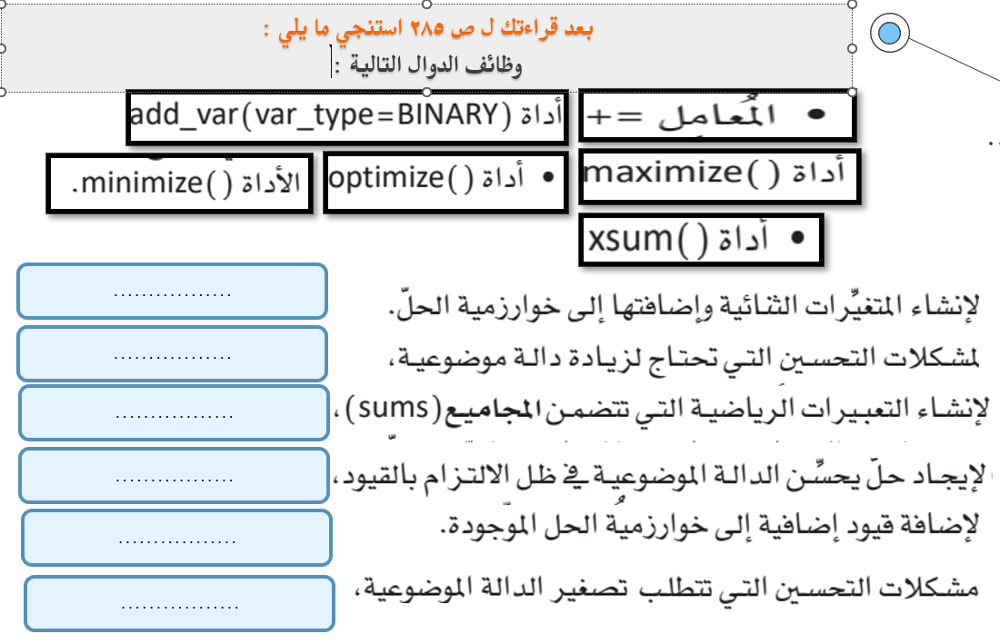 بعد قراءتك ل ص ٢٨٥ استنتجي ما يلي :
وظائف الدوال التالية :
• المُعامِل =+
أداة add_var(var_type=BINARY)
أداة maximize()
• أداة optimize()
الأداة minimize().
• أداة xsum()
لإنشاء المتغيِّرات الثنائية وإضافتها إلى خوارزمية الحلّ.
.................
لمشكلات التحسين التي تحتاج لزيادة دالة موضوعية،
.................
لإنشاء التعبيرات الرياضية التي تتضمن المجاميع (sums)،
.................
لإيجاد حلّ يحسِّن الدالة الموضوعية في ظل الالتزام بالقيود،
.................
لإضافة قيود إضافية إلى خوارزمية الحل الموجودة.
.................
مشكلات التحسين التي تتطلب تصغير الدالة الموضوعية،
.................